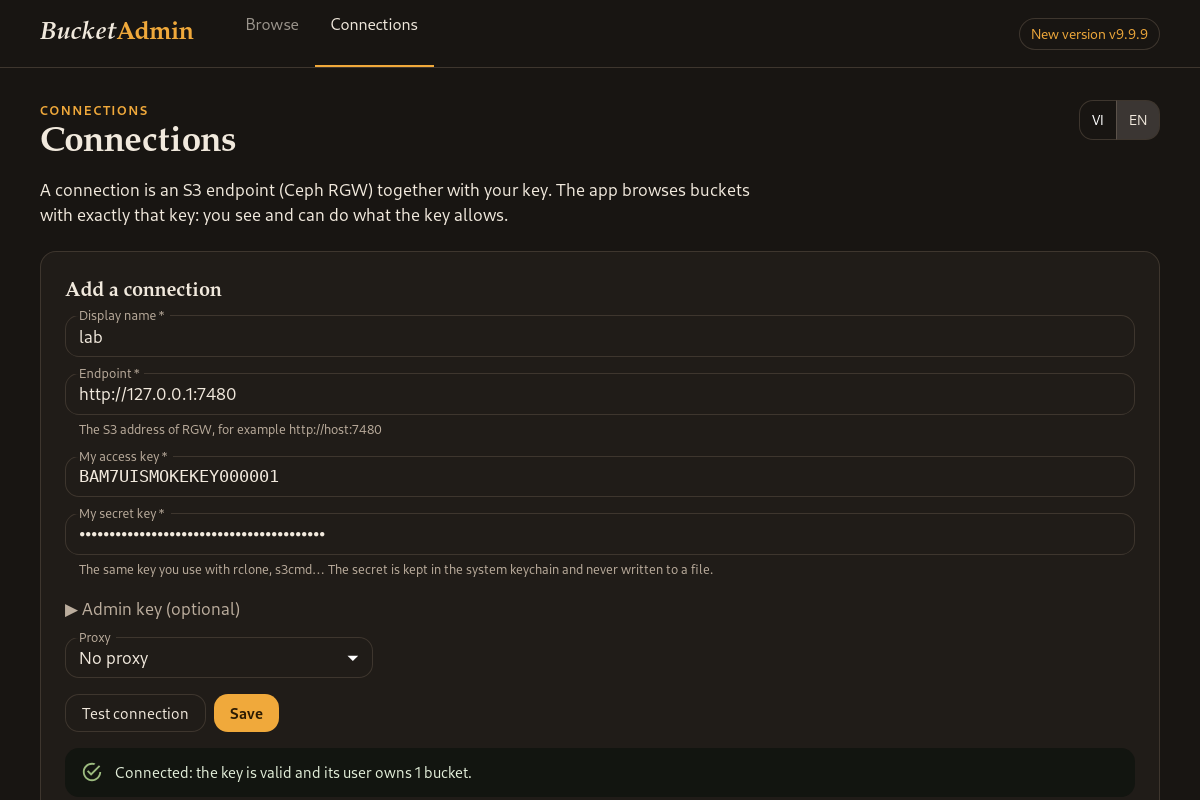 BucketAdmin
Browse
Connections
New version v9.9.9
CONNECTIONS
Connections
VI
EN
A connection is an S3 endpoint (Ceph RGW) together with your key. The app browses buckets
with exactly that key: you see and can do what the key allows.
Add a connection
Display name *
lab
Endpoint *
http://127.0.0.1:7480
The S3 address of RGW, for example http://host:7480
My access key *
BAM7UISMOKEKEY000001
My secret key *
•••••••••••••••••••••••••••••••••••••••••
The same key you use with rclone, s3cmd… The secret is kept in the system keychain and never written to a file.
▶ Admin key (optional)
Proxy
No proxy
Test connection
Save
Connected: the key is valid and its user owns 1 bucket.